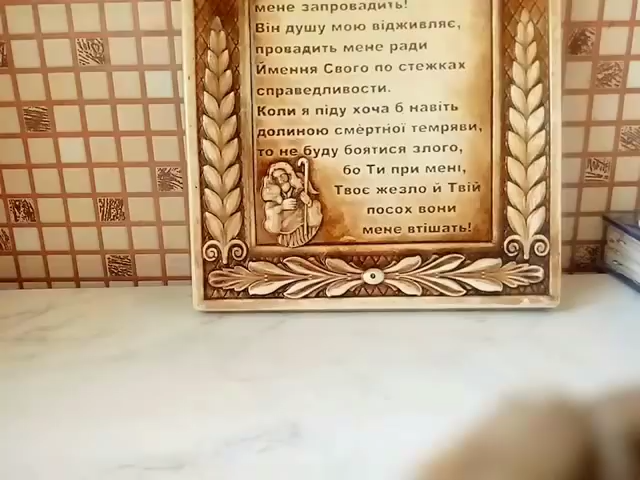 мене запровадить!
Він душу мою відживляє,
провадить мене ради
Ймення Свого по стежках
справедливости.
Коли я піду хоча б навіть
долиною смертної темряви,
то не буду боятися злого,
бо Ти при мені,
Твоє жезло й Твій
посох вони
мене втішать!